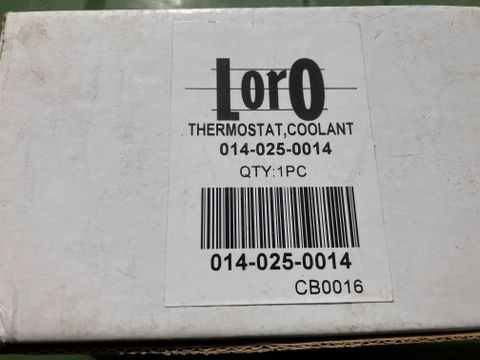 LorO
THERMOSTAT,COOLANT
014-025-0014
QTY:1PC
014-025-0014
CB0016